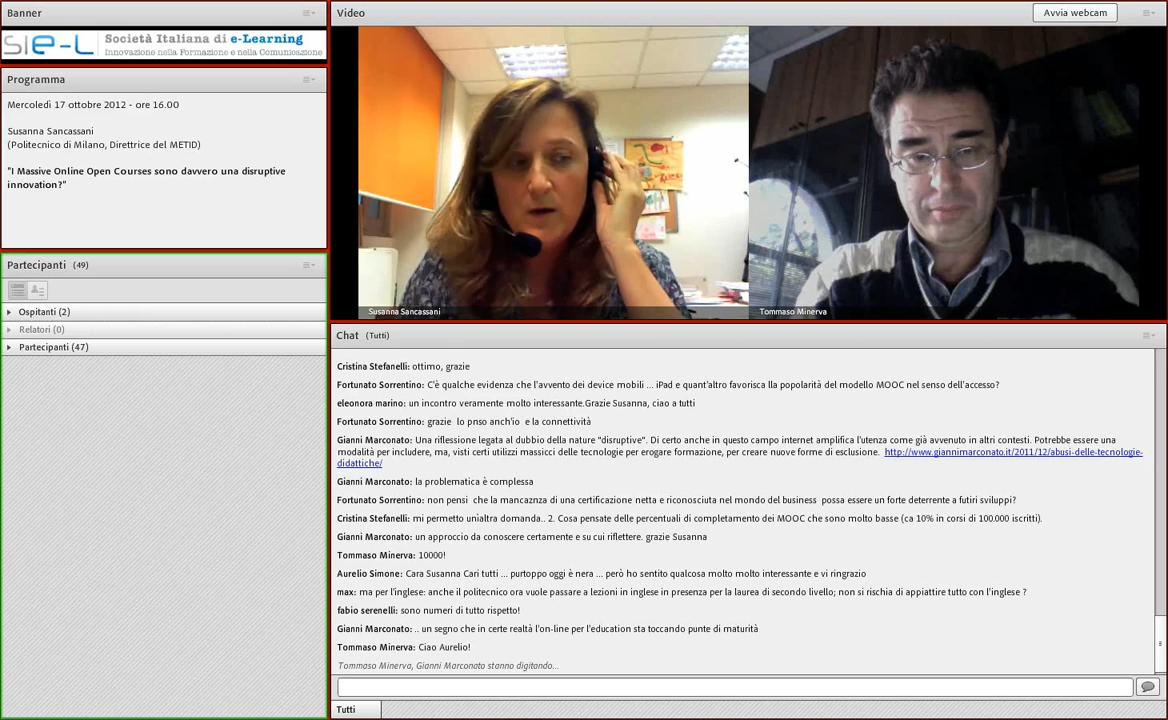 Banner
SIE-L Società Italiana di e-Learning
Innovazione nella Formazione e nella Comunicazione
Programma
Mercoledì 17 ottobre 2012 - ore 16.00
Susanna Sancassani
(Politecnico di Milano, Direttrice del METID)
"I Massive Online Open Courses sono davvero una disruptive
innovation?"
Partecipanti (49)
Ospitanti (2)
Relatori (0)
Partecipanti (47)
Video
Avvia webcam
Susanna Sancassani
Tommaso Minerva
Chat (Tutti)
Cristina Stefanelli: ottimo, grazie
Fortunato Sorrentino: C'è qualche evidenza che l'avvento dei device mobili ... iPad e quant'altro favorisca lla popolarità del modello MOOC nel senso dell'accesso?
eleonora marino: un incontro veramente molto interessante.Grazie Susanna, ciao a tutti
Fortunato Sorrentino: grazie lo pnso anch'io e la connettività
Gianni Marconato: Una riflessione legata al dubbio della nature "disruptive". Di certo anche in questo campo internet amplifica l'utenza come già avvenuto in altri contesti. Potrebbe essere una
modalità per includere, ma, visti certi utilizzi massicci delle tecnologie per erogare formazione, per creare nuove forme di esclusione. http://www.giannimarconato.it/2011/12/abusi-delle-tecnologie-
didattiche/
Gianni Marconato: la problematica è complessa
Fortunato Sorrentino: non pensi che la mancaznza di una certificazione netta e riconosciuta nel mondo del business possa essere un forte deterrente a futiri sviluppi?
Cristina Stefanelli: mi permetto unìaltra domanda.. 2. Cosa pensate delle percentuali di completamento dei MOOC che sono molto basse (ca 10% in corsi di 100.000 iscritti).
Gianni Marconato: un approccio da conoscere certamente e su cui riflettere. grazie Susanna
Tommaso Minerva: 10000!
Aurelio Simone: Cara Susanna Cari tutti ... purtoppo oggi è nera ... però ho sentito qualcosa molto molto interessante e vi ringrazio
max: ma per l'inglese: anche il politecnico ora vuole passare a lezioni in inglese in presenza per la laurea di secondo livello; non si rischia di appiattire tutto con l'inglese ?
fabio serenelli: sono numeri di tutto rispetto!
Gianni Marconato: .. un segno che in certe realtà l'on-line per l'education sta toccando punte di maturità
Tommaso Minerva: Ciao Aurelio!
Tommaso Minerva, Gianni Marconato stanno digitando...
Tutti